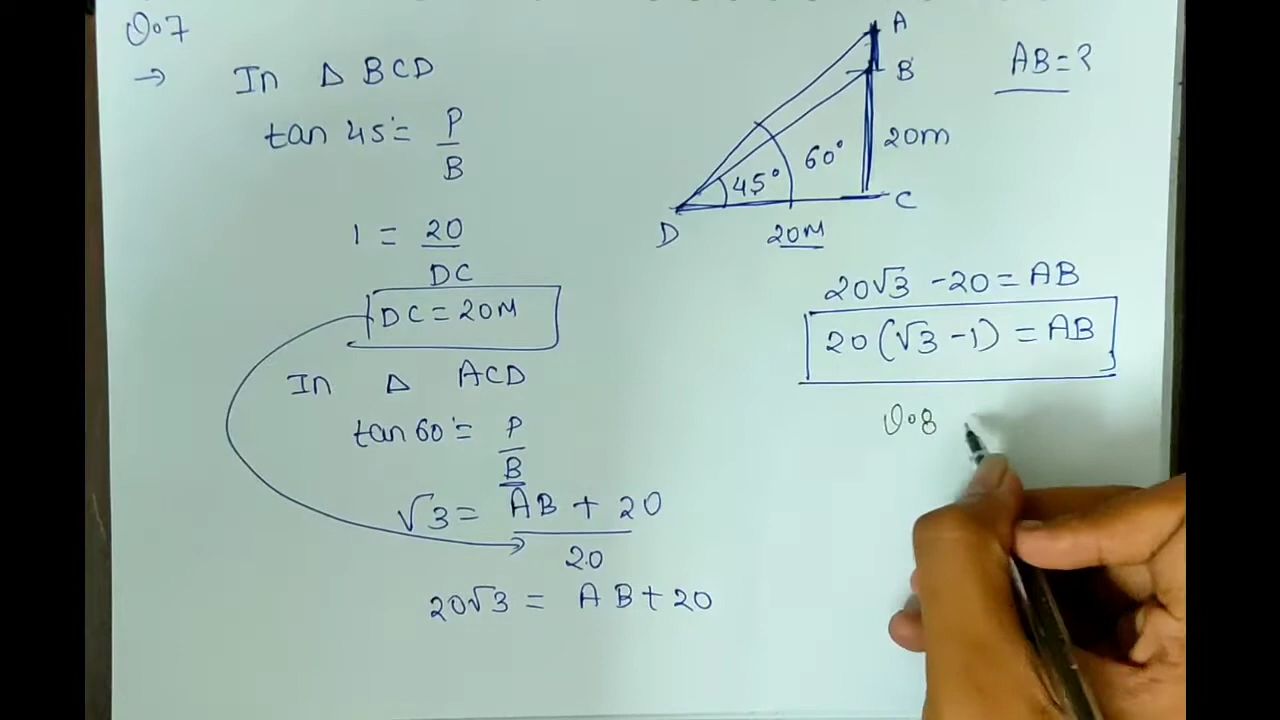 Q.7
→ In Δ BCD
tan 45° = P/B
1 = 20/DC
DC = 20M
In Δ ACD
tan 60° = P/B
√3 = AB + 20/20
20√3 = AB + 20
A
B
AB = ?
20m
60°
45°
C
D
20M
20√3 - 20 = AB
20(√3 - 1) = AB
Q.8